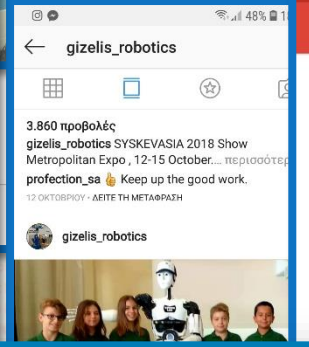 48%
gizelis_robotics
3.860 προβολές
gizelis_robotics SYSKEVASIA 2018 Show
Metropolitan Expo , 12-15 October.... περισσότερ
profection_sa 👍 Keep up the good work.
12 ΟΚΤΩΒΡΙΟΥ • ΔΕΙΤΕ ΤΗ ΜΕΤΑΦΡΑΣΗ
gizelis_robotics